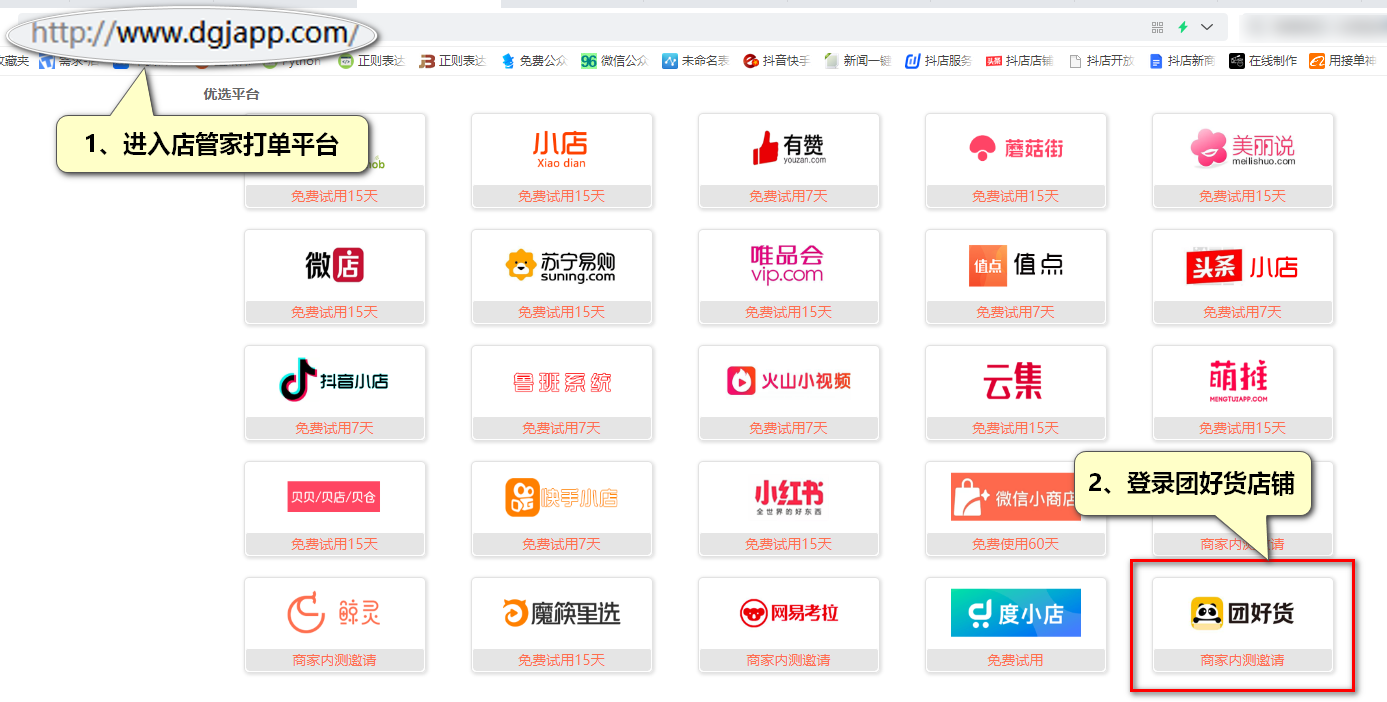 http://www.dgjapp.com/
Python
正则表达
正则表达
免费公众
96 微信公众
未命名表
抖音快手
新闻一键
抖店服务
头条 抖店店铺
抖店开放
抖店新商
在线制作
用接单神
优选平台
1、进入店管家打单平台
免费试用15天
小店
Xiao dian
免费试用15天
有赞
youzan.com
免费试用7天
蘑菇街
免费试用15天
美丽说
meilishuo.com
免费试用15天
微店
免费试用15天
苏宁易购
suning.com
免费试用15天
唯品会
vip.com
免费试用15天
值点 值点
免费试用7天
头条 小店
免费试用7天
抖音小店
免费试用7天
鲁班系统
免费试用7天
火山小视频
免费试用7天
云集
免费试用15天
萌推
MENGTUIAPP.COM
免费试用15天
贝贝/贝店/贝仓
免费试用15天
快手小店
免费试用7天
小红书
全世界的好东西
免费试用15天
微信小商店
免费使用60天
2、登录团好货店铺
商家内测邀请
鲸灵
商家内测邀请
魔筷星选
免费试用15天
网易考拉
商家内测邀请
度小店
免费试用
团好货
商家内测邀请